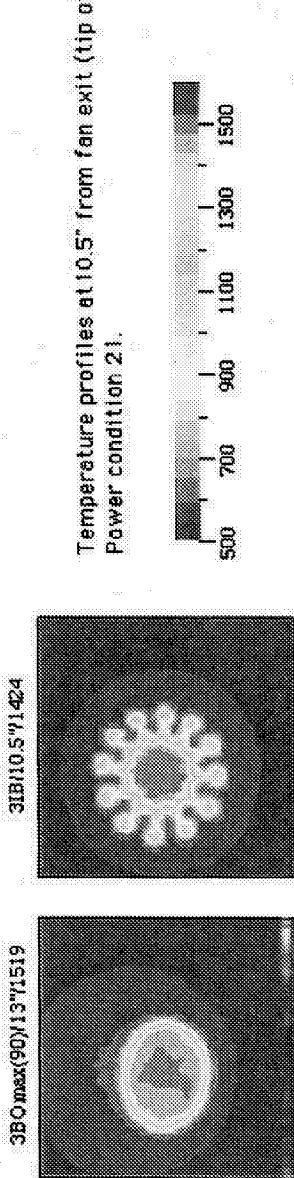 3BOmax(90)/13"/1519
3IB/10.5"/1424
Temperature profiles at 10.5" from fan exit (tip o
Power condition 21.
500 700 900 1100 1300 1500